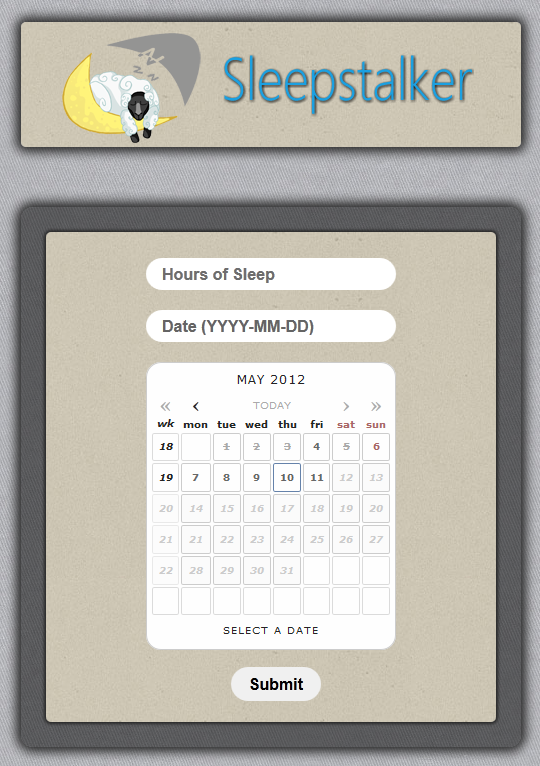 z z z z
Sleepstalker
Hours of Sleep
Date (YYYY-MM-DD)
MAY 2012
« ‹ TODAY › »
wk mon tue wed thu fri sat sun
18 1 2 3 4 5 6
19 7 8 9 10 11 12 13
20 14 15 16 17 18 19 20
21 21 22 23 24 25 26 27
22 28 29 30 31
SELECT A DATE
Submit